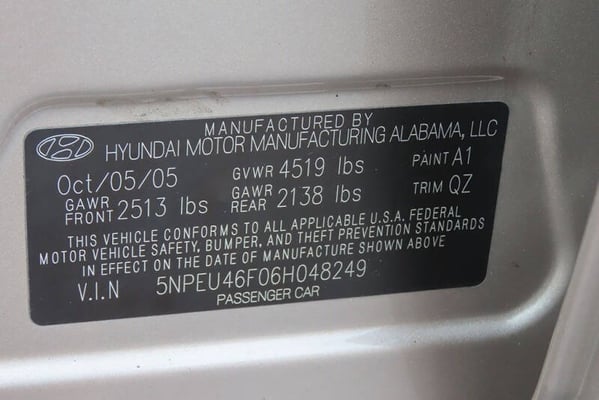 MANUFACTURED BY
HYUNDAI MOTOR MANUFACTURING ALABAMA, LLC
Oct/05/05 GVWR 4519 lbs PAINT A1
GAWR FRONT 2513 lbs GAWR REAR 2138 lbs TRIM QZ
THIS VEHICLE CONFORMS TO ALL APPLICABLE U.S.A. FEDERAL
MOTOR VEHICLE SAFETY, BUMPER, AND THEFT PREVENTION STANDARDS
IN EFFECT ON THE DATE OF MANUFACTURE SHOWN ABOVE
V.I.N 5NPEU46F06H048249
PASSENGER CAR